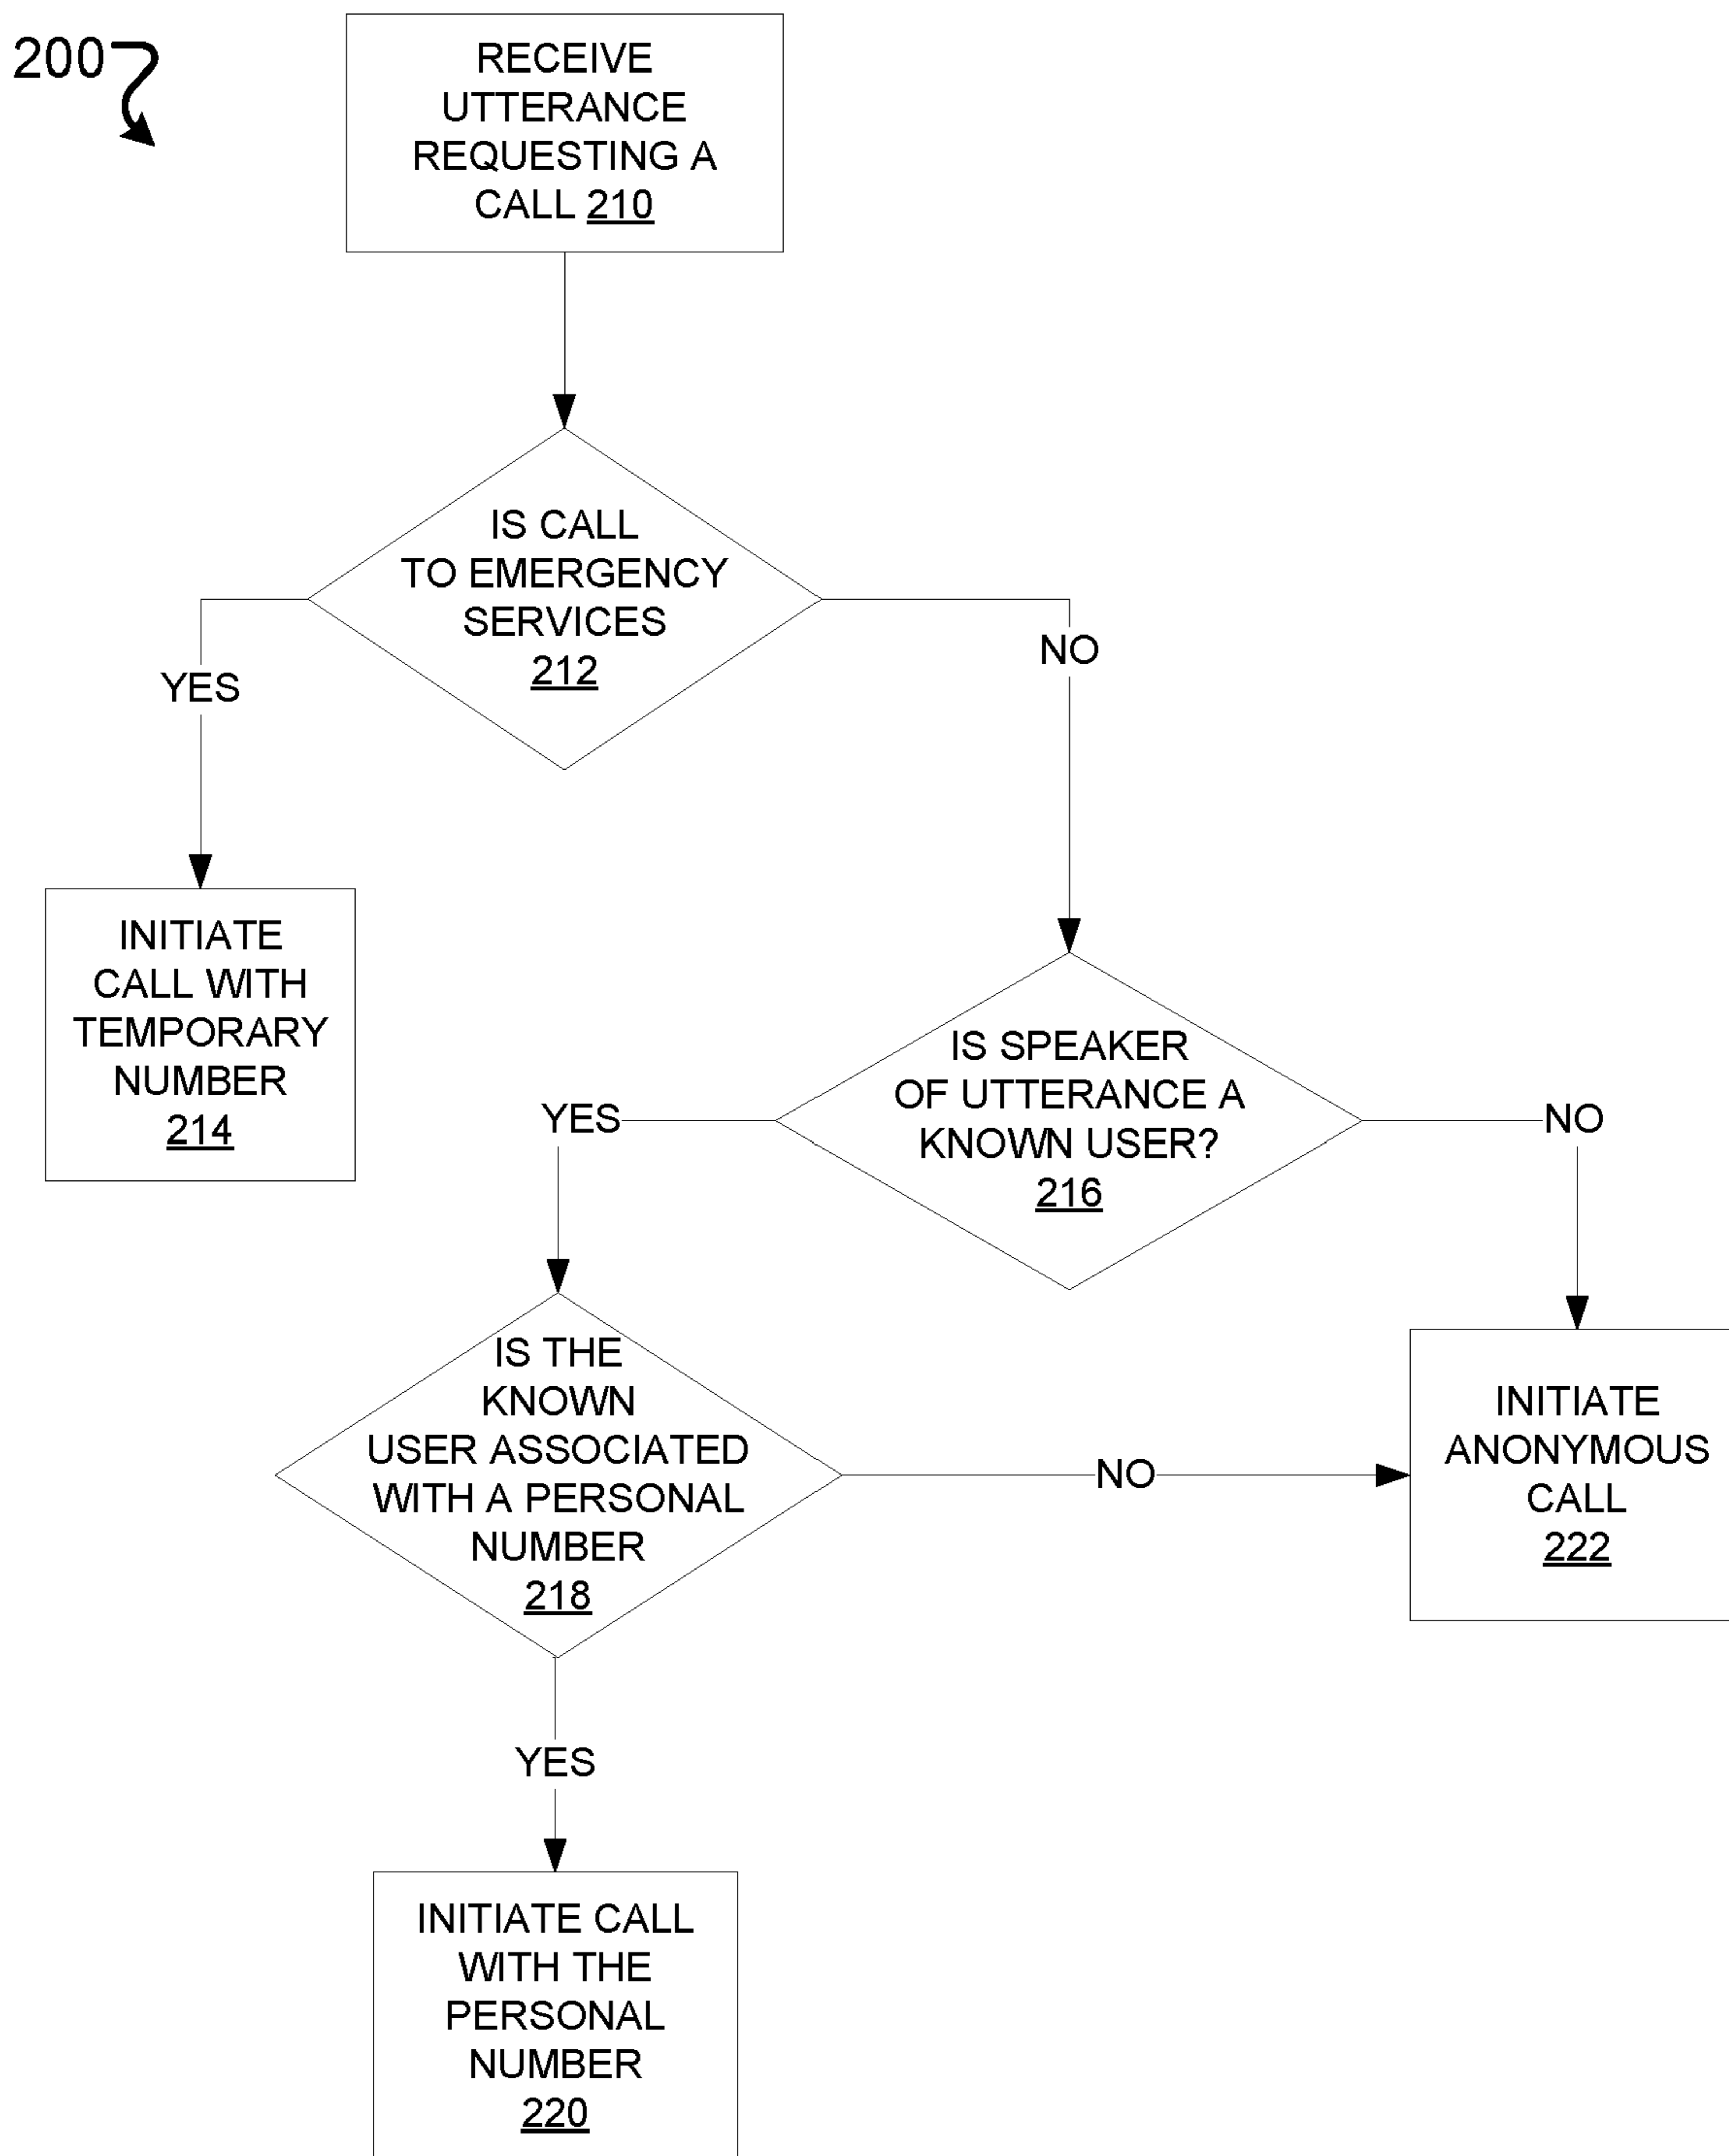 200
RECEIVE
UTTERANCE
REQUESTING A
CALL 210
IS CALL
TO EMERGENCY
SERVICES
212
YES
NO
INITIATE
CALL WITH
TEMPORARY
NUMBER
214
IS SPEAKER
OF UTTERANCE A
KNOWN USER?
216
YES
NO
IS THE
KNOWN
USER ASSOCIATED
WITH A PERSONAL
NUMBER
218
NO
INITIATE
ANONYMOUS
CALL
222
YES
INITIATE CALL
WITH THE
PERSONAL
NUMBER
220